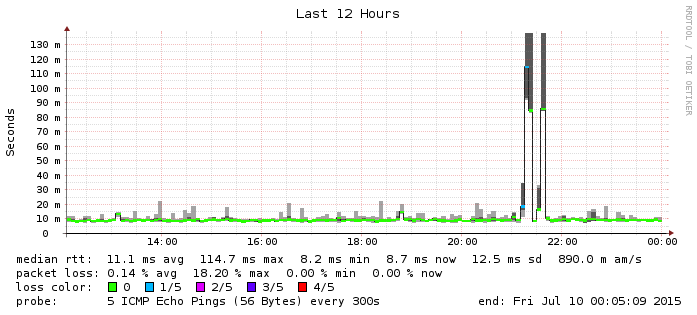 Last 12 Hours
RRDTOOL / TOBI OETIKER
Seconds
130 m
120 m
110 m
100 m
90 m
80 m
70 m
60 m
50 m
40 m
30 m
20 m
10 m
0
14:00 16:00 18:00 20:00 22:00 00:00
median rtt: 11.1 ms avg 114.7 ms max 8.2 ms min 8.7 ms now 12.5 ms sd 890.0 m am/s
packet loss: 0.14 % avg 18.20 % max 0.00 % min 0.00 % now
loss color: 0 1/5 2/5 3/5 4/5
probe: 5 ICMP Echo Pings (56 Bytes) every 300s end: Fri Jul 10 00:05:09 2015